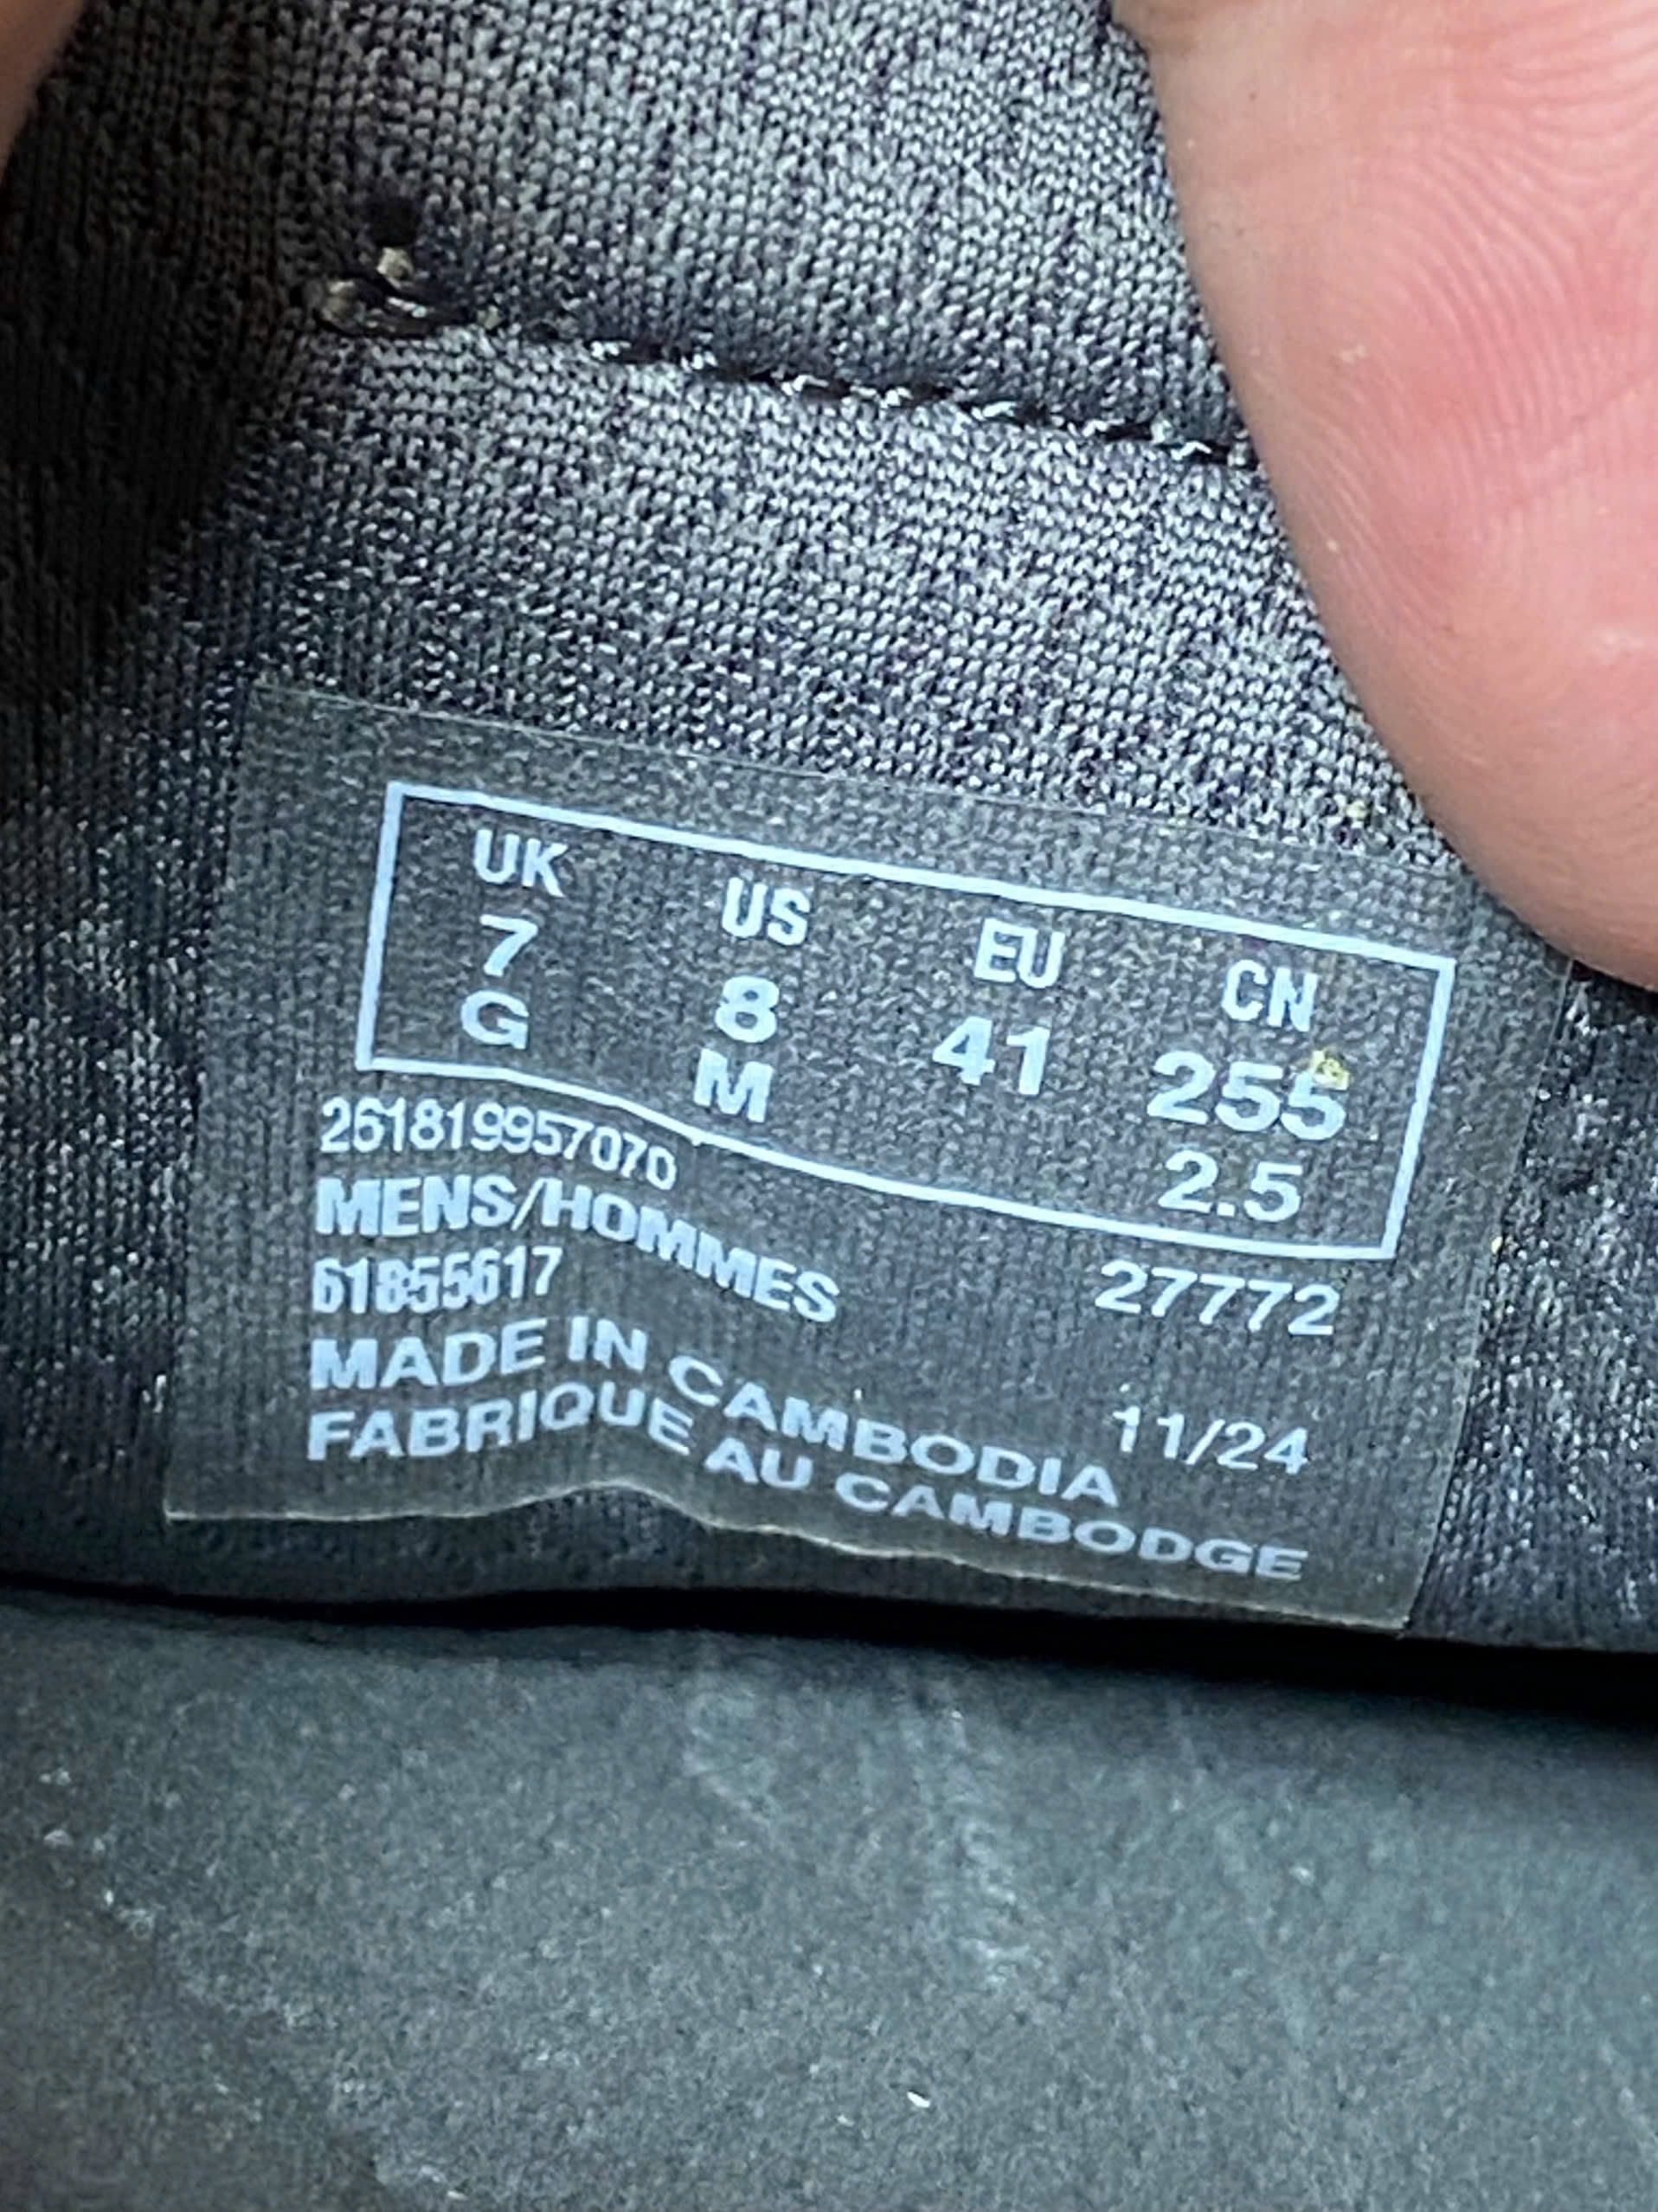 UK US EU CN
7 8 41 255
G M 2.5
261819957070
MENS/HOMMES
61855617 27772
MADE IN CAMBODIA 11/24
FABRIQUE AU CAMBODGE